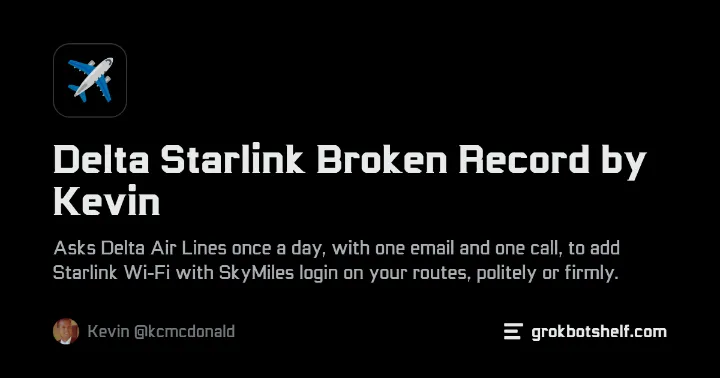 Delta Starlink Broken Record by
Kevin
Asks Delta Air Lines once a day, with one email and one call, to add
Starlink Wi-Fi with SkyMiles login on your routes, politely or firmly.
Kevin @kcmcdonald
grokbotshelf.com